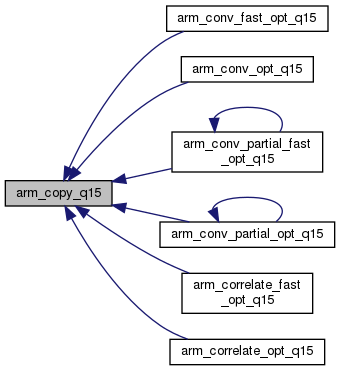 arm_conv_fast_opt_q15
arm_conv_opt_q15
arm_conv_partial_fast
_opt_q15
arm_copy_q15
arm_conv_partial_opt_q15
arm_correlate_fast
_opt_q15
arm_correlate_opt_q15